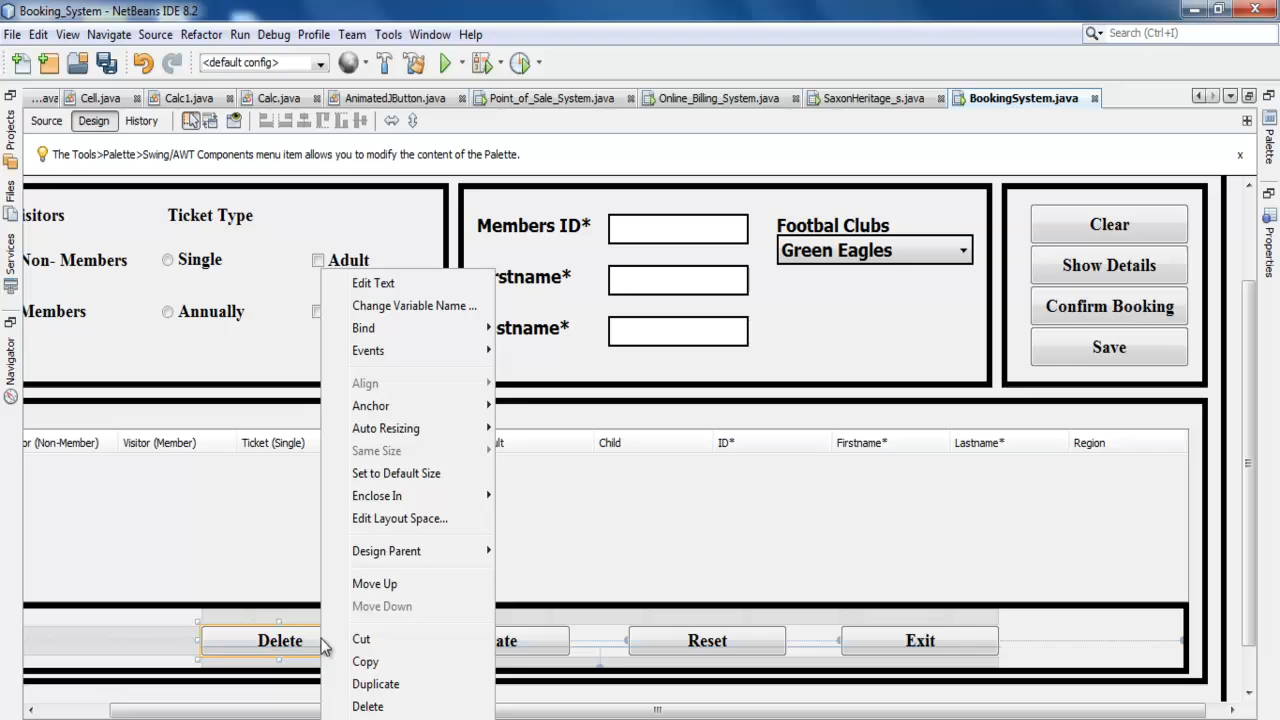 Booking_System - NetBeans IDE 8.2
File Edit View Navigate Source Refactor Run Debug Profile Team Tools Window Help
Search (Ctrl+I)
<default config>
...ava Cell.java Calc1.java Calc.java AnimatedJButton.java Point_of_Sale_System.java Online_Billing_System.java SaxonHeritage_s.java BookingSystem.java
Source Design History
The Tools>Palette>Swing/AWT Components menu item allows you to modify the content of the Palette. x
Projects
Files
Services
Navigator
Palette
Properties
isitors Ticket Type
Non- Members Single Adult
Members Annually
Members ID* Footbal Clubs
Green Eagles
rstname*
stname*
Clear
Show Details
Confirm Booking
Save
or (Non-Member) Visitor (Member) Ticket (Single) ult Child ID* Firstname* Lastname* Region
Edit Text
Change Variable Name ...
Bind
Events
Align
Anchor
Auto Resizing
Same Size
Set to Default Size
Enclose In
Edit Layout Space...
Design Parent
Move Up
Move Down
Cut
Copy
Duplicate
Delete
Delete ate Reset Exit